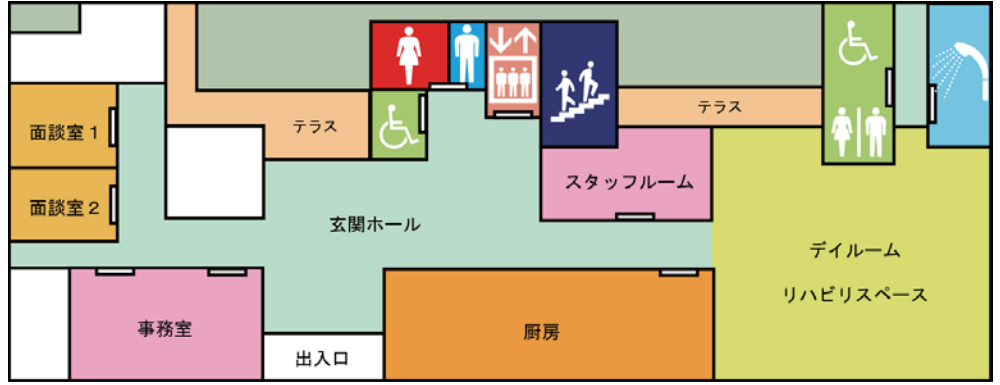 テラス
テラス
面談室1
面談室2
スタッフルーム
玄関ホール
デイルーム
リハビリスペース
事務室
厨房
出入口